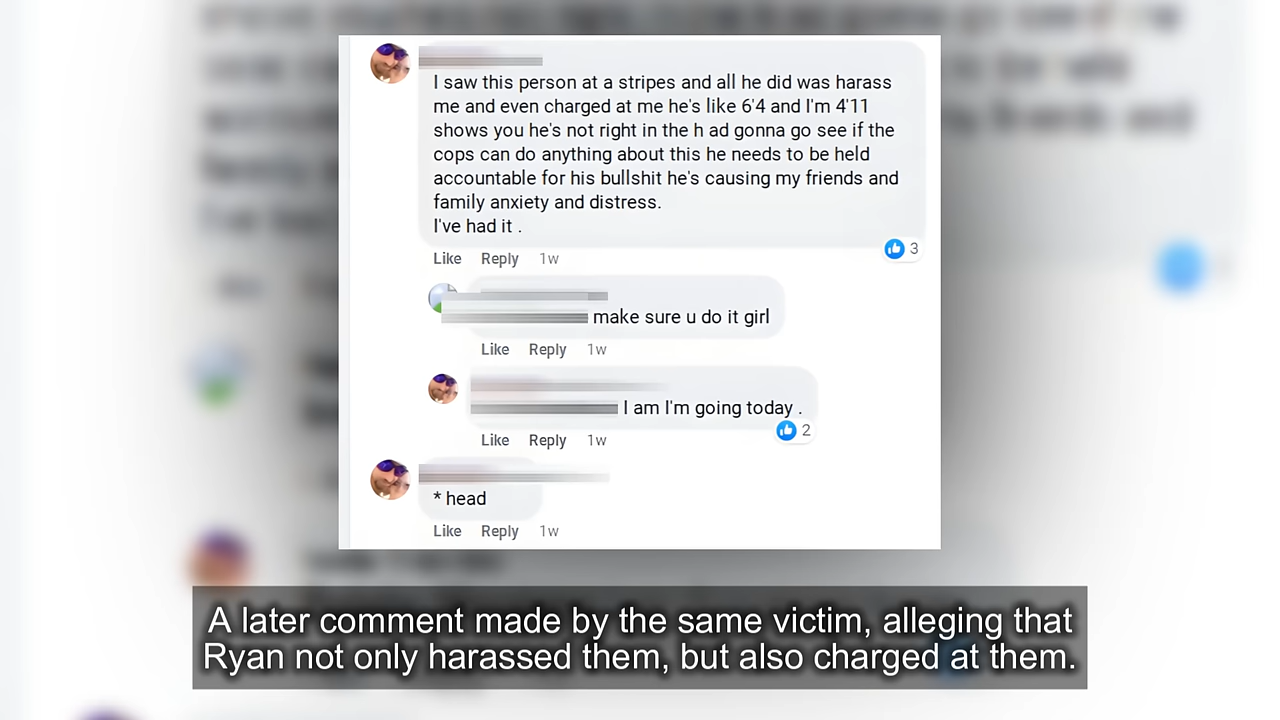 I saw this person at a stripes and all he did was harass
me and even charged at me he's like 6'4 and I'm 4'11
shows you he's not right in the h ad gonna go see if the
cops can do anything about this he needs to be held
accountable for his bullshit he's causing my friends and
family anxiety and distress.
I've had it .
3
Like Reply 1w
make sure u do it girl
Like Reply 1w
I am I'm going today .
2
Like Reply 1w
* head
Like Reply 1w
A later comment made by the same victim, alleging that
Ryan not only harassed them, but also charged at them.